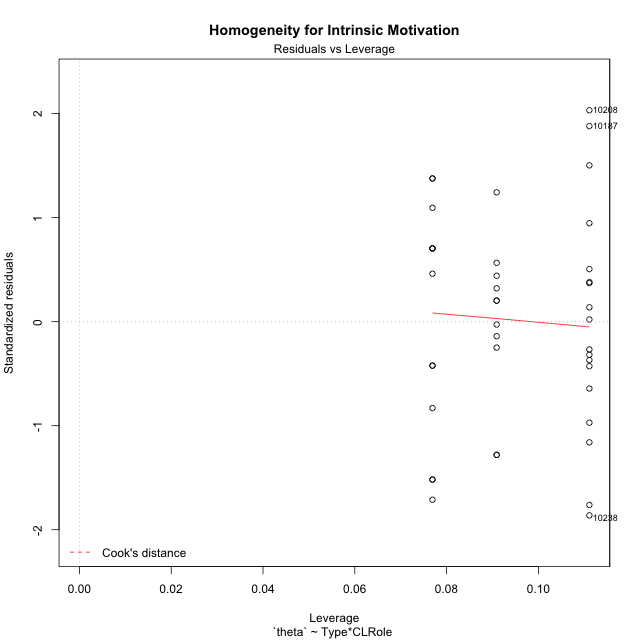 Homogeneity for Intrinsic Motivation
Residuals vs Leverage
Standardized residuals
2
1
0
-1
-2
10208
10187
10238
Cook's distance
0.00 0.02 0.04 0.06 0.08 0.10
Leverage
`theta` ~ Type*CLRole